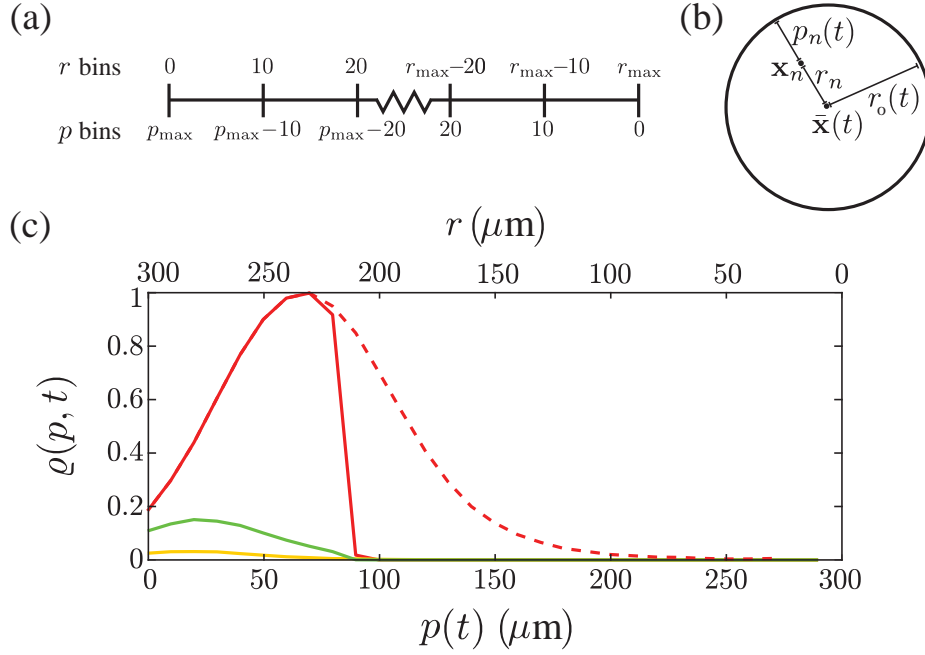 (a)
r bins 0 10 20 r_max−20 r_max−10 r_max
p bins p_max p_max−10 p_max−20 20 10 0
(b)
p_n(t)
x_n r_n r_o(t)
x̄(t)
(c)
r (μm)
300 250 200 150 100 50 0
1
0.8
0.6
0.4
0.2
0
ϱ(p, t)
0 50 100 150 200 250 300
p(t) (μm)